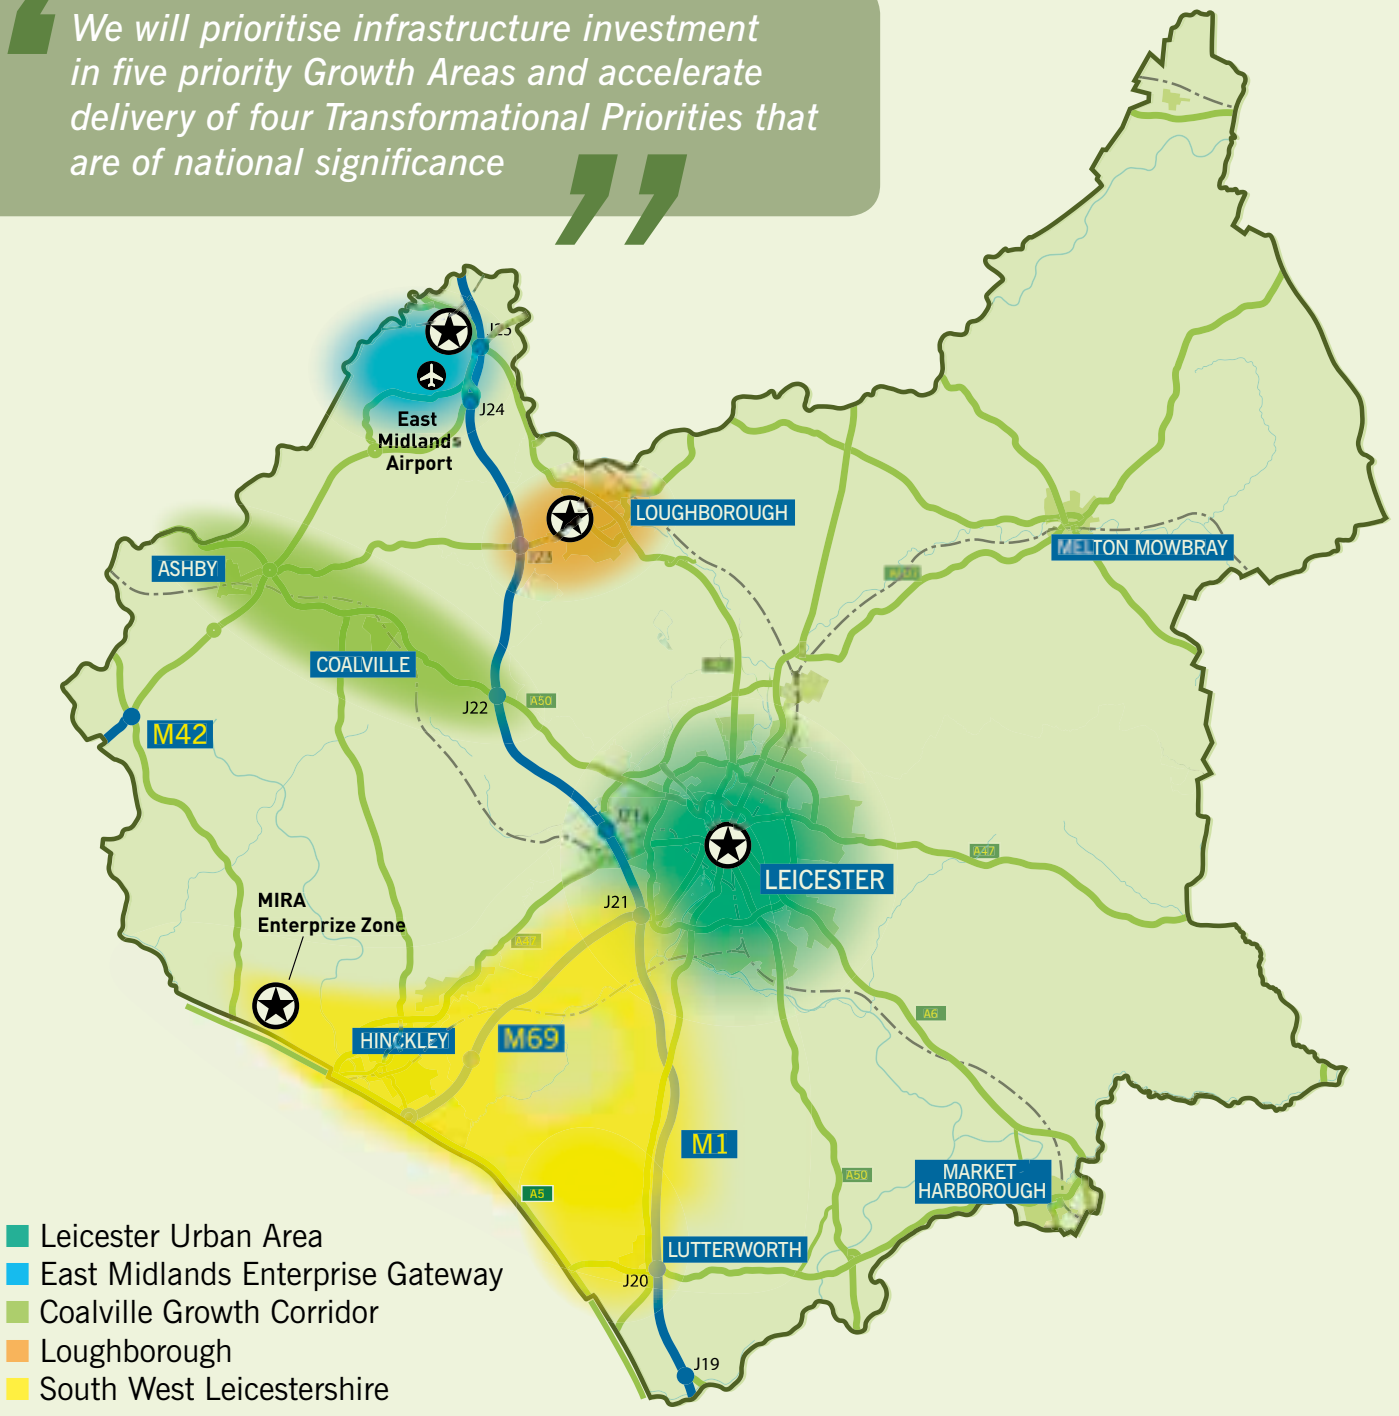 We will prioritise infrastructure investment
in five priority Growth Areas and accelerate
delivery of four Transformational Priorities that
are of national significance
J25
J24
East
Midlands
Airport
LOUGHBOROUGH
MELTON MOWBRAY
ASHBY
COALVILLE
J22
A50
M42
LEICESTER
A47
J21
MIRA
Enterprize Zone
A47
A6
HINCKLEY
M69
M1
A50
MARKET
HARBOROUGH
A5
LUTTERWORTH
J20
J19
Leicester Urban Area
East Midlands Enterprise Gateway
Coalville Growth Corridor
Loughborough
South West Leicestershire